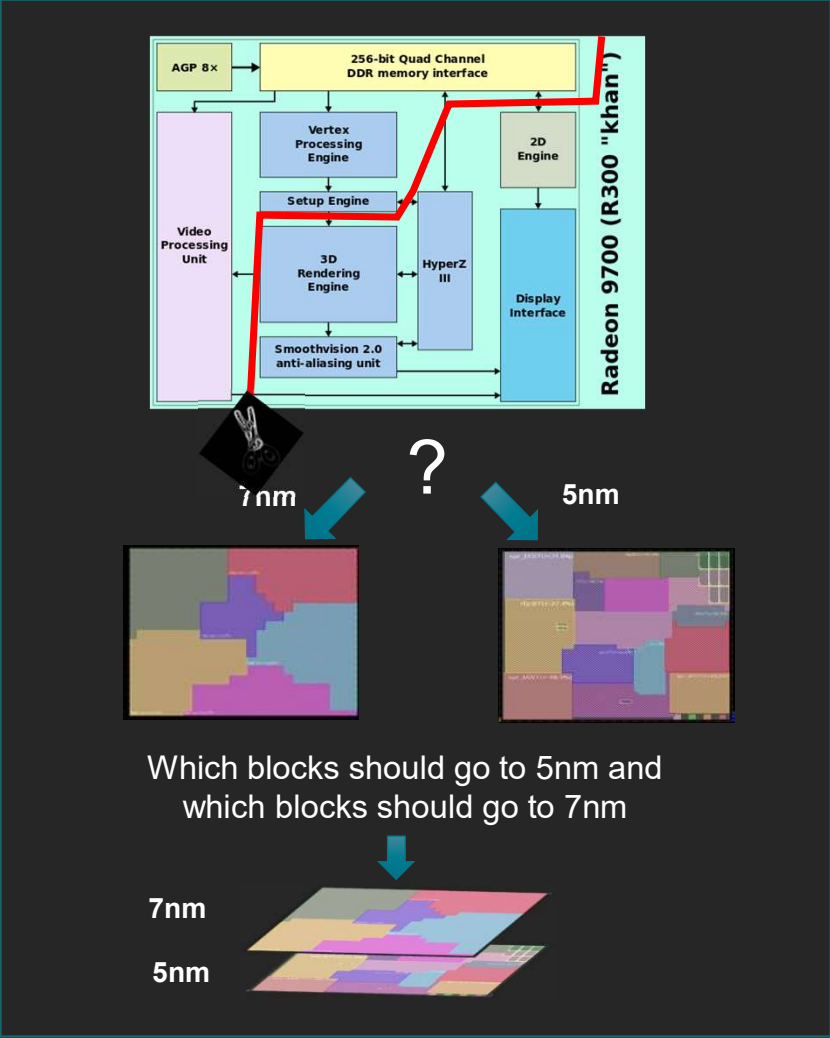 AGP 8×
256-bit Quad Channel
DDR memory interface
Vertex
Processing
Engine
2D
Engine
Setup Engine
Video
Processing
Unit
3D
Rendering
Engine
HyperZ
III
Display
Interface
Smoothvision 2.0
anti-aliasing unit
Radeon 9700 (R300 "khan")
?
7nm
5nm
Which blocks should go to 5nm and
which blocks should go to 7nm
7nm
5nm